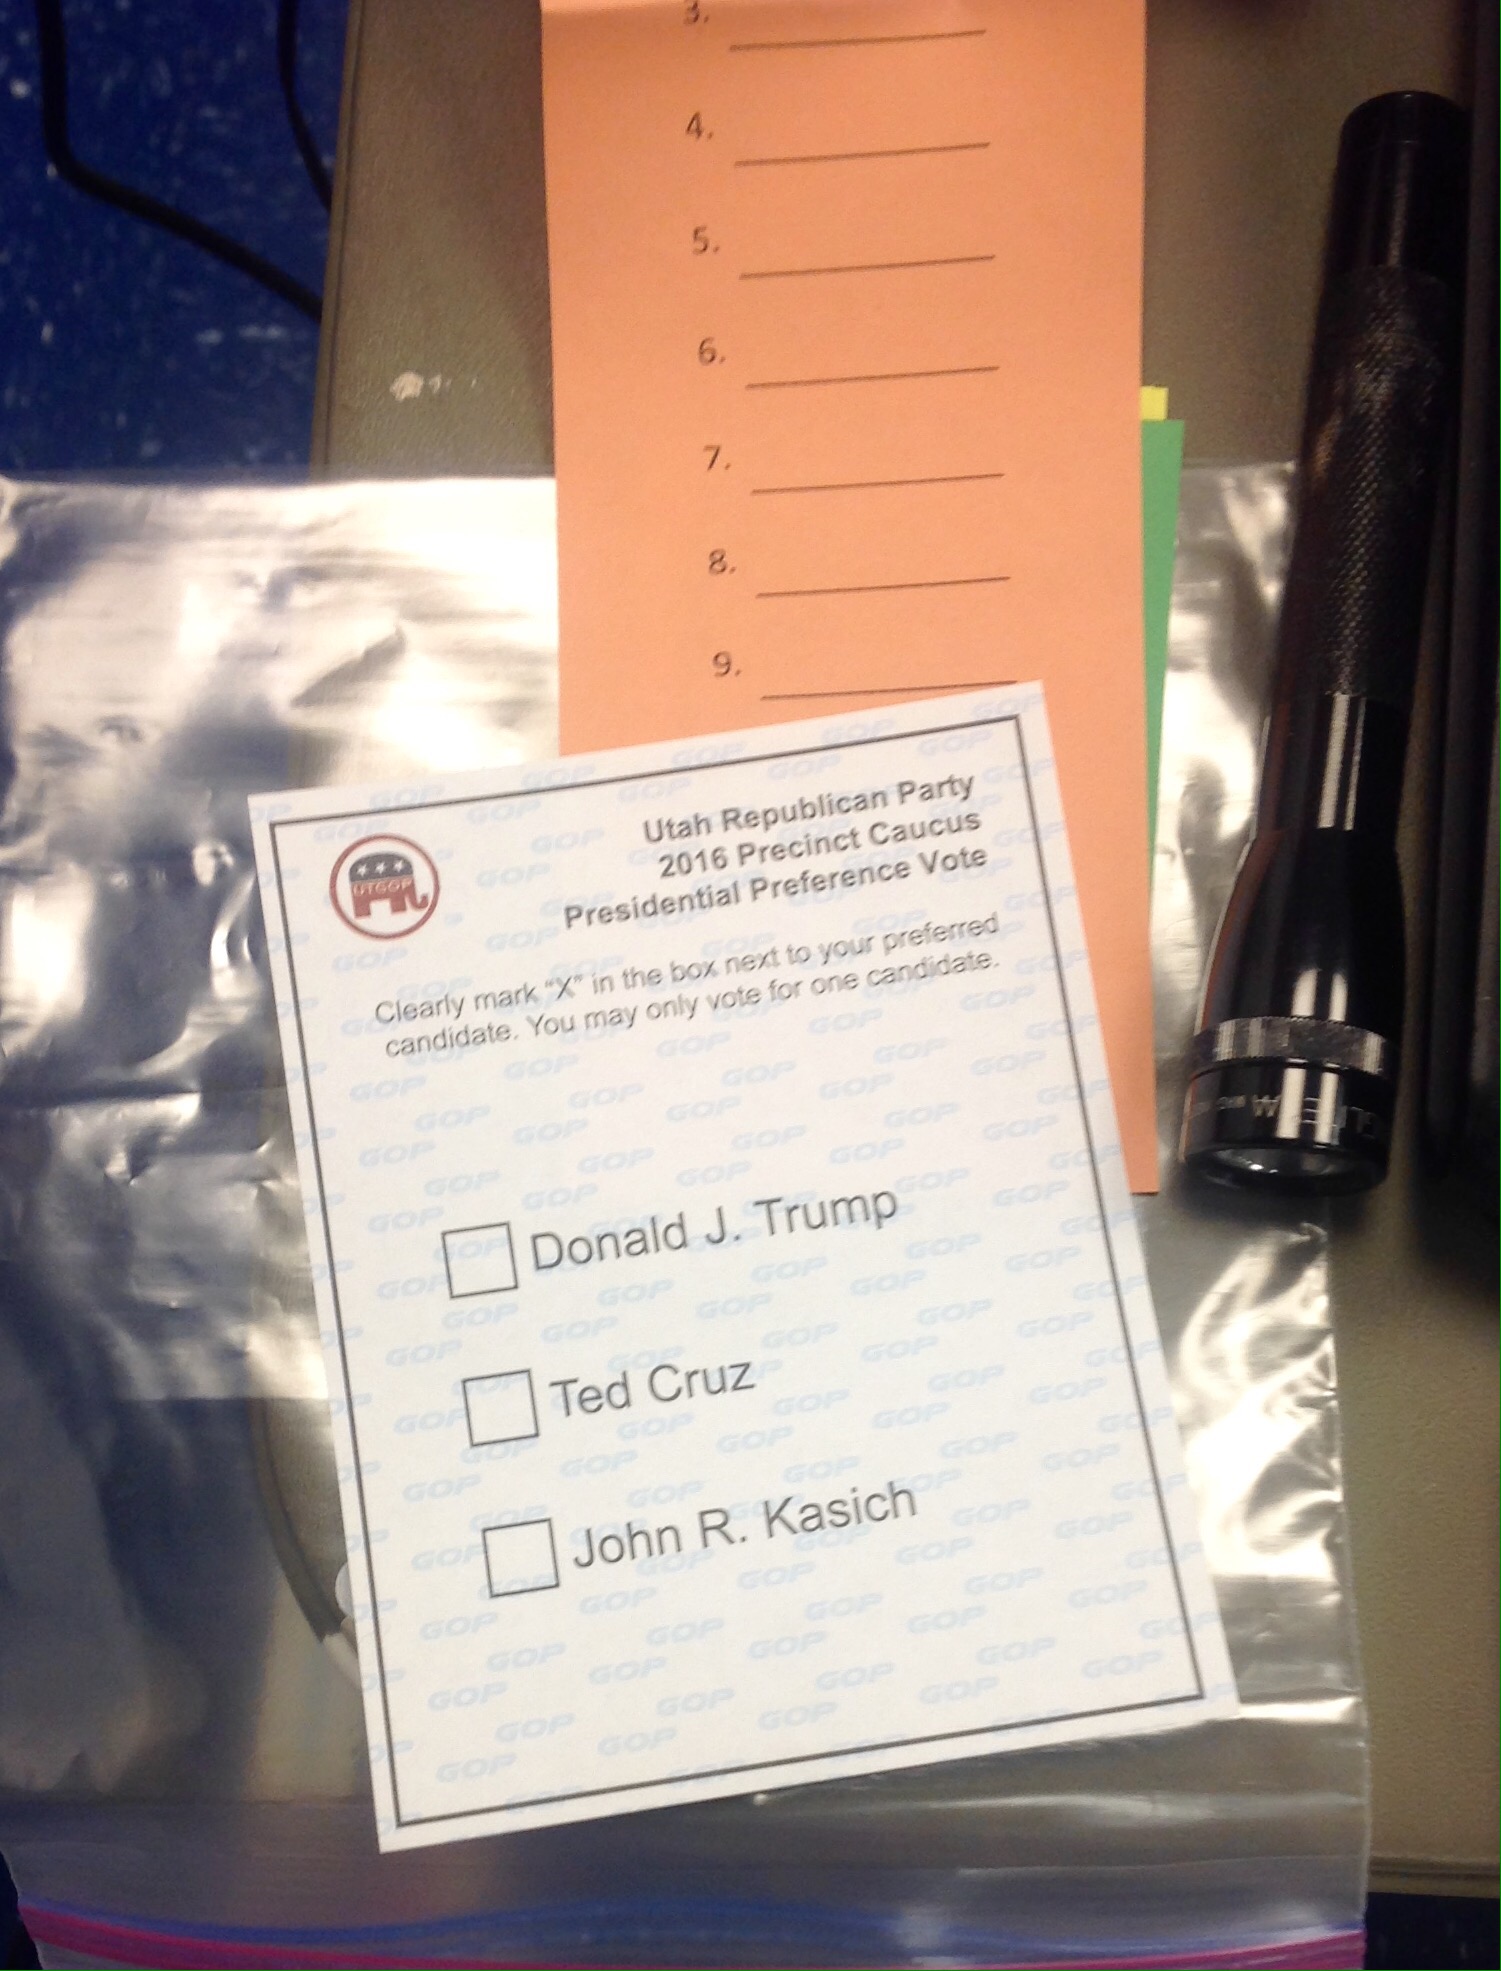 3.
4.
5.
6.
7.
8.
9.
UTGOP
Utah Republican Party
2016 Precinct Caucus
Presidential Preference Vote
Clearly mark "X" in the box next to your preferred
candidate. You may only vote for one candidate.
Donald J. Trump
Ted Cruz
John R. Kasich
GOP